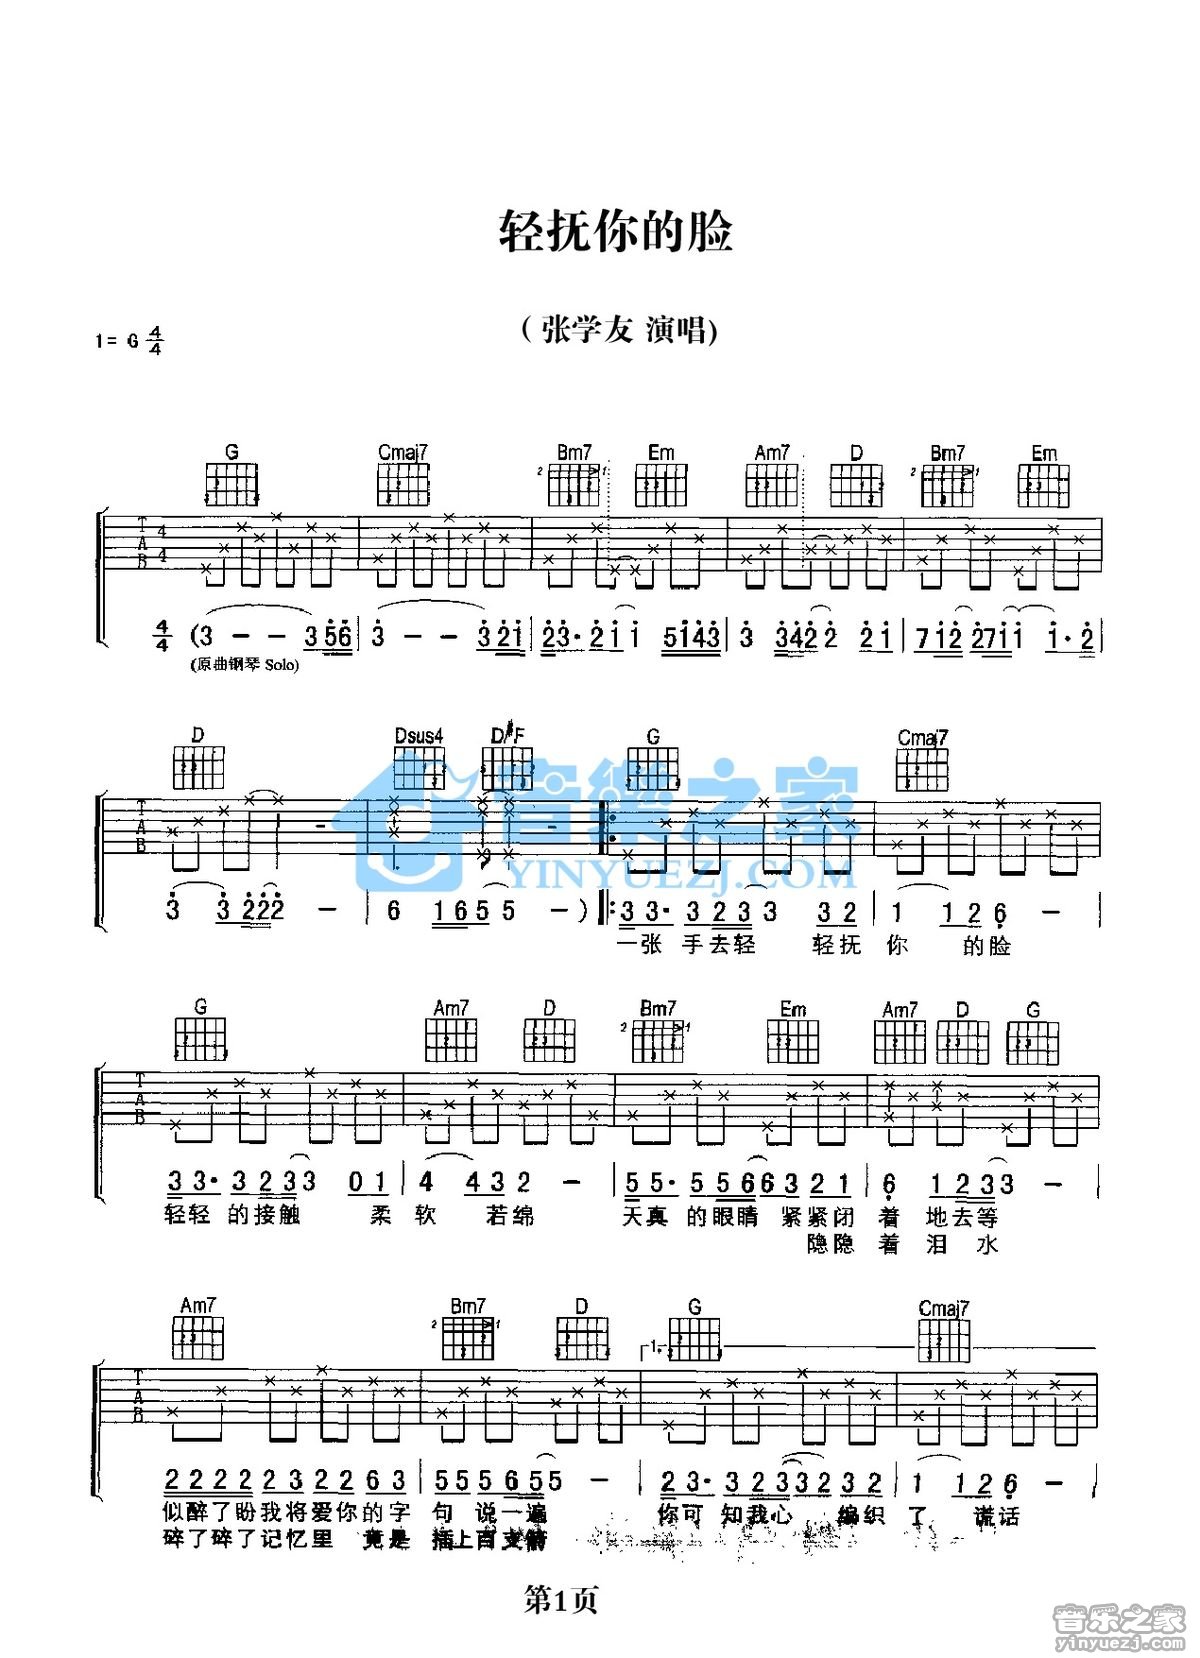 轻抚你的脸
(张学友 演唱)
1= G 4/4
G Cmaj7 Bm7 Em Am7 D Bm7 Em
T A B 4 4
4/4 (3 - - 3 5 6 3 - - 3 2 1 2 3· 2 1 1 5 1 4 3 3 3 4 2 2 2 2 1 7 1 2 2 7 1 1 1· 2
(原曲钢琴 Solo)
D Dsus4 D/#F G Cmaj7
音樂之家
YINYUEZJ.COM
T A B
3 3 2 2 2 - 6 1 6 5 5 - ) 3 3· 3 2 3 3 3 2 1 1 2 6 -
一张 手去轻 轻抚 你 的脸
G Am7 D Bm7 Em Am7 D G
T A B
3 3· 3 2 3 3 0 1 4 4 3 2 - 5 5· 5 5 6 6 3 2 1 6 1 2 3 3 -
轻轻 的接触 柔 软 若绵 天真 的眼睛 紧紧闭 着 地去等
隐隐 着 泪 水
Am7 Bm7 D 1. G Cmaj7
T A B
2 2 2 2 2 3 2 2 6 3 5 5 5 6 5 5 - 2 3· 3 2 3 3 2 3 2 1 1 2 6 -
似醉了盼我将爱你的字 句 说一遍 你可 知我心 编织 了 谎话
碎了碎了记忆里 竟是 插上百支箭
第1页
音乐之家
yinyuezj.com